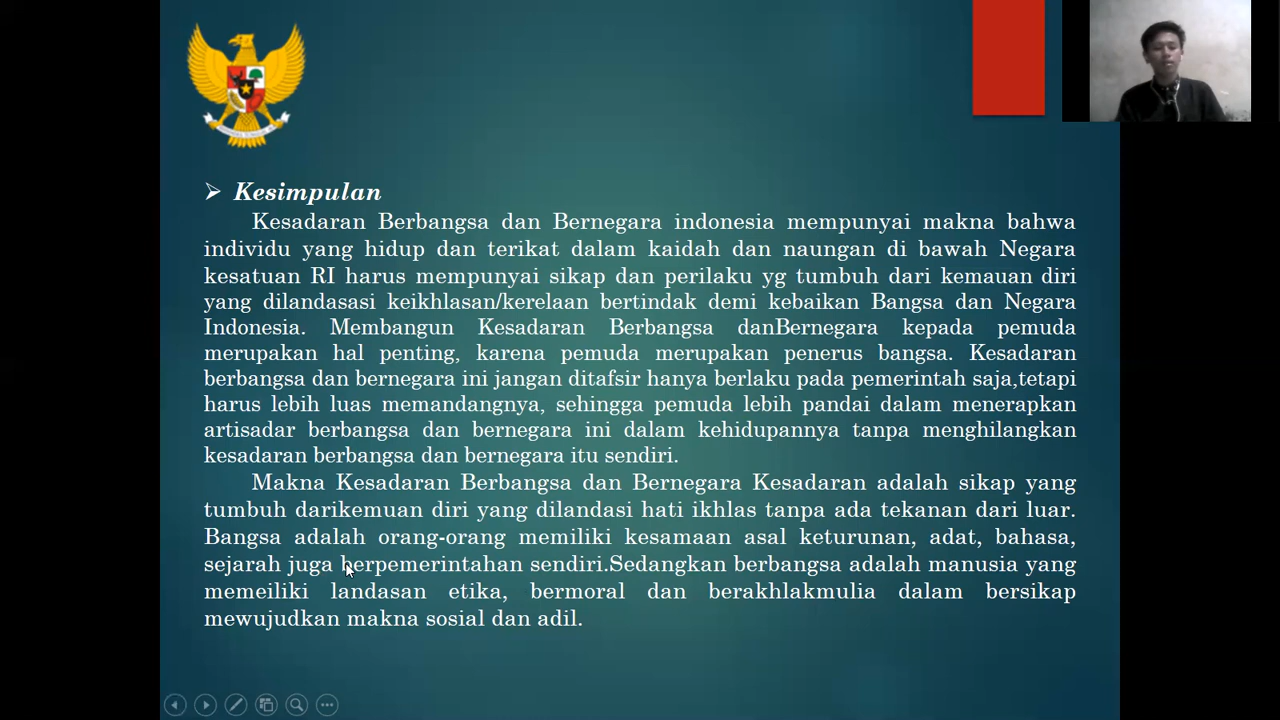 Kesimpulan
Kesadaran Berbangsa dan Bernegara indonesia mempunyai makna bahwa
individu yang hidup dan terikat dalam kaidah dan naungan di bawah Negara
kesatuan RI harus mempunyai sikap dan perilaku yg tumbuh dari kemauan diri
yang dilandasasi keikhlasan/kerelaan bertindak demi kebaikan Bangsa dan Negara
Indonesia. Membangun Kesadaran Berbangsa danBernegara kepada pemuda
merupakan hal penting, karena pemuda merupakan penerus bangsa. Kesadaran
berbangsa dan bernegara ini jangan ditafsir hanya berlaku pada pemerintah saja,tetapi
harus lebih luas memandangnya, sehingga pemuda lebih pandai dalam menerapkan
artisadar berbangsa dan bernegara ini dalam kehidupannya tanpa menghilangkan
kesadaran berbangsa dan bernegara itu sendiri.
Makna Kesadaran Berbangsa dan Bernegara Kesadaran adalah sikap yang
tumbuh darikemuan diri yang dilandasi hati ikhlas tanpa ada tekanan dari luar.
Bangsa adalah orang-orang memiliki kesamaan asal keturunan, adat, bahasa,
sejarah juga berpemerintahan sendiri.Sedangkan berbangsa adalah manusia yang
memeiliki landasan etika, bermoral dan berakhlakmulia dalam bersikap
mewujudkan makna sosial dan adil.